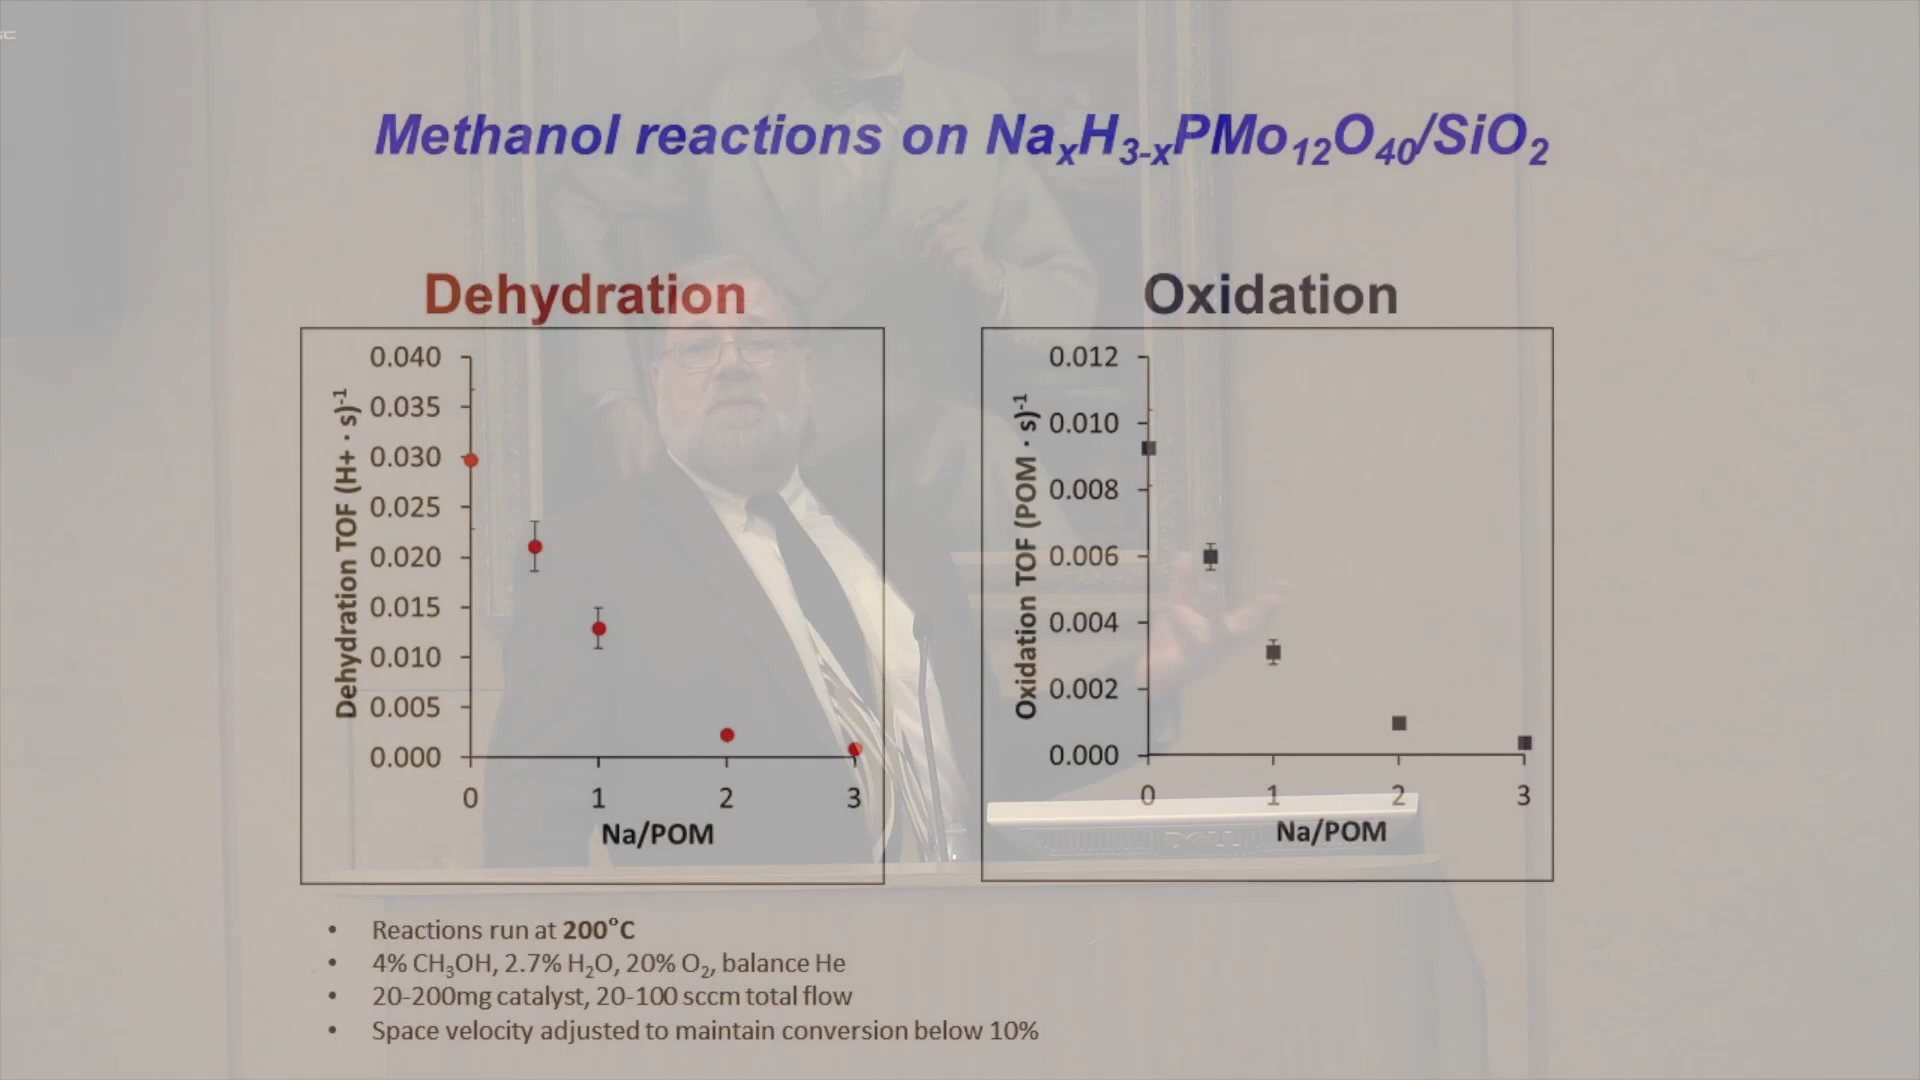 Methanol reactions on NaxH3-xPMo12O40/SiO2
Dehydration
0.040
0.035
0.030
0.025
0.020
0.015
0.010
0.005
0.000
0 1 2 3
Dehydration TOF (H+ · s)-1
Na/POM
Oxidation
0.012
0.010
0.008
0.006
0.004
0.002
0.000
0 1 2 3
Oxidation TOF (POM · s)-1
Na/POM
DELL
• Reactions run at 200°C
• 4% CH3OH, 2.7% H2O, 20% O2, balance He
• 20-200mg catalyst, 20-100 sccm total flow
• Space velocity adjusted to maintain conversion below 10%